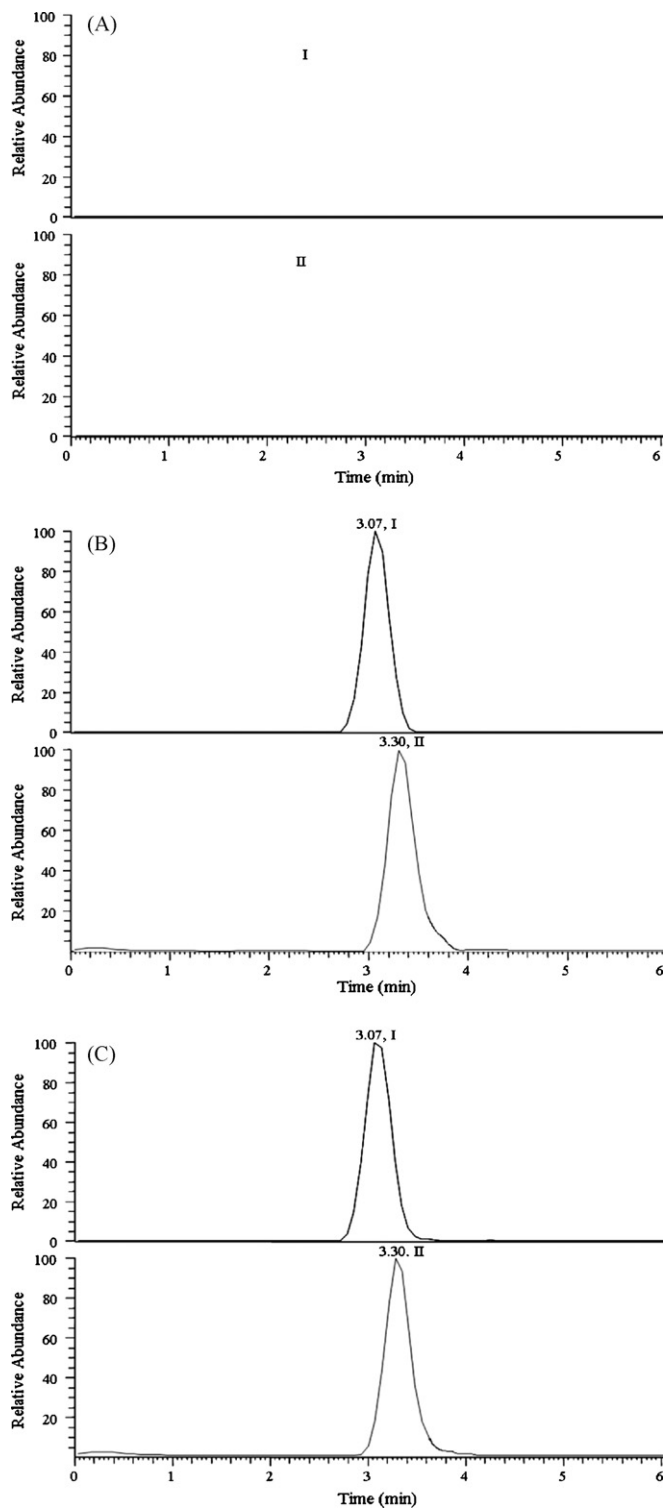 (A)
I
Relative Abundance
100
80
60
40
20
0
II
Relative Abundance
100
80
60
40
20
0
0 1 2 3 4 5 6
Time (min)
(B)
3.07, I
Relative Abundance
100
80
60
40
20
0
3.30, II
Relative Abundance
100
80
60
40
20
0 1 2 3 4 5 6
Time (min)
(C)
3.07, I
Relative Abundance
100
80
60
40
20
0
3.30. II
Relative Abundance
100
80
60
40
20
0 1 2 3 4 5 6
Time (min)